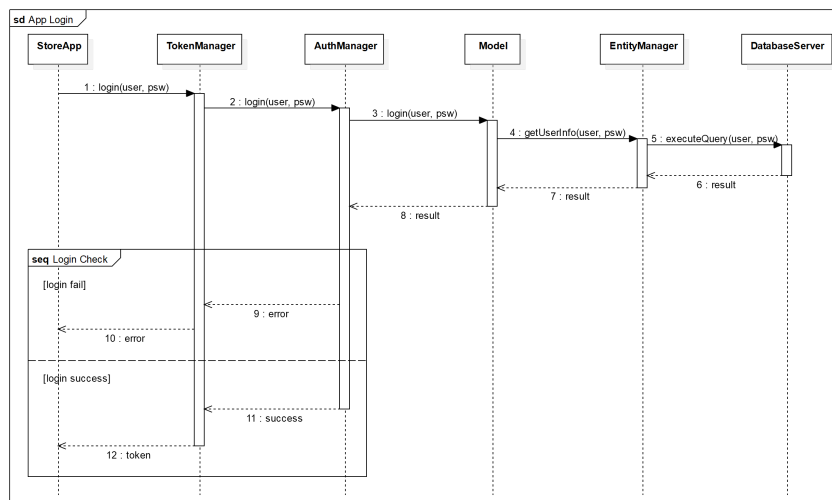 sd App Login
StoreApp
TokenManager
AuthManager
Model
EntityManager
DatabaseServer
1 : login(user, psw)
2 : login(user, psw)
3 : login(user, psw)
4 : getUserInfo(user, psw)
5 : executeQuery(user, psw)
6 : result
7 : result
8 : result
seq Login Check
[login fail]
9 : error
10 : error
[login success]
11 : success
12 : token